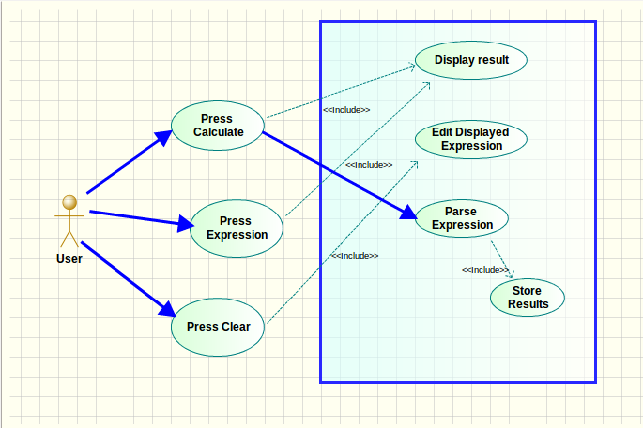 Display result
<<Include>>
Press
Calculate
Edit Displayed
Expression
<<Include>>
Press
Expression
Parse
Expression
User
<<Include>>
<<Include>>
Store
Results
Press Clear